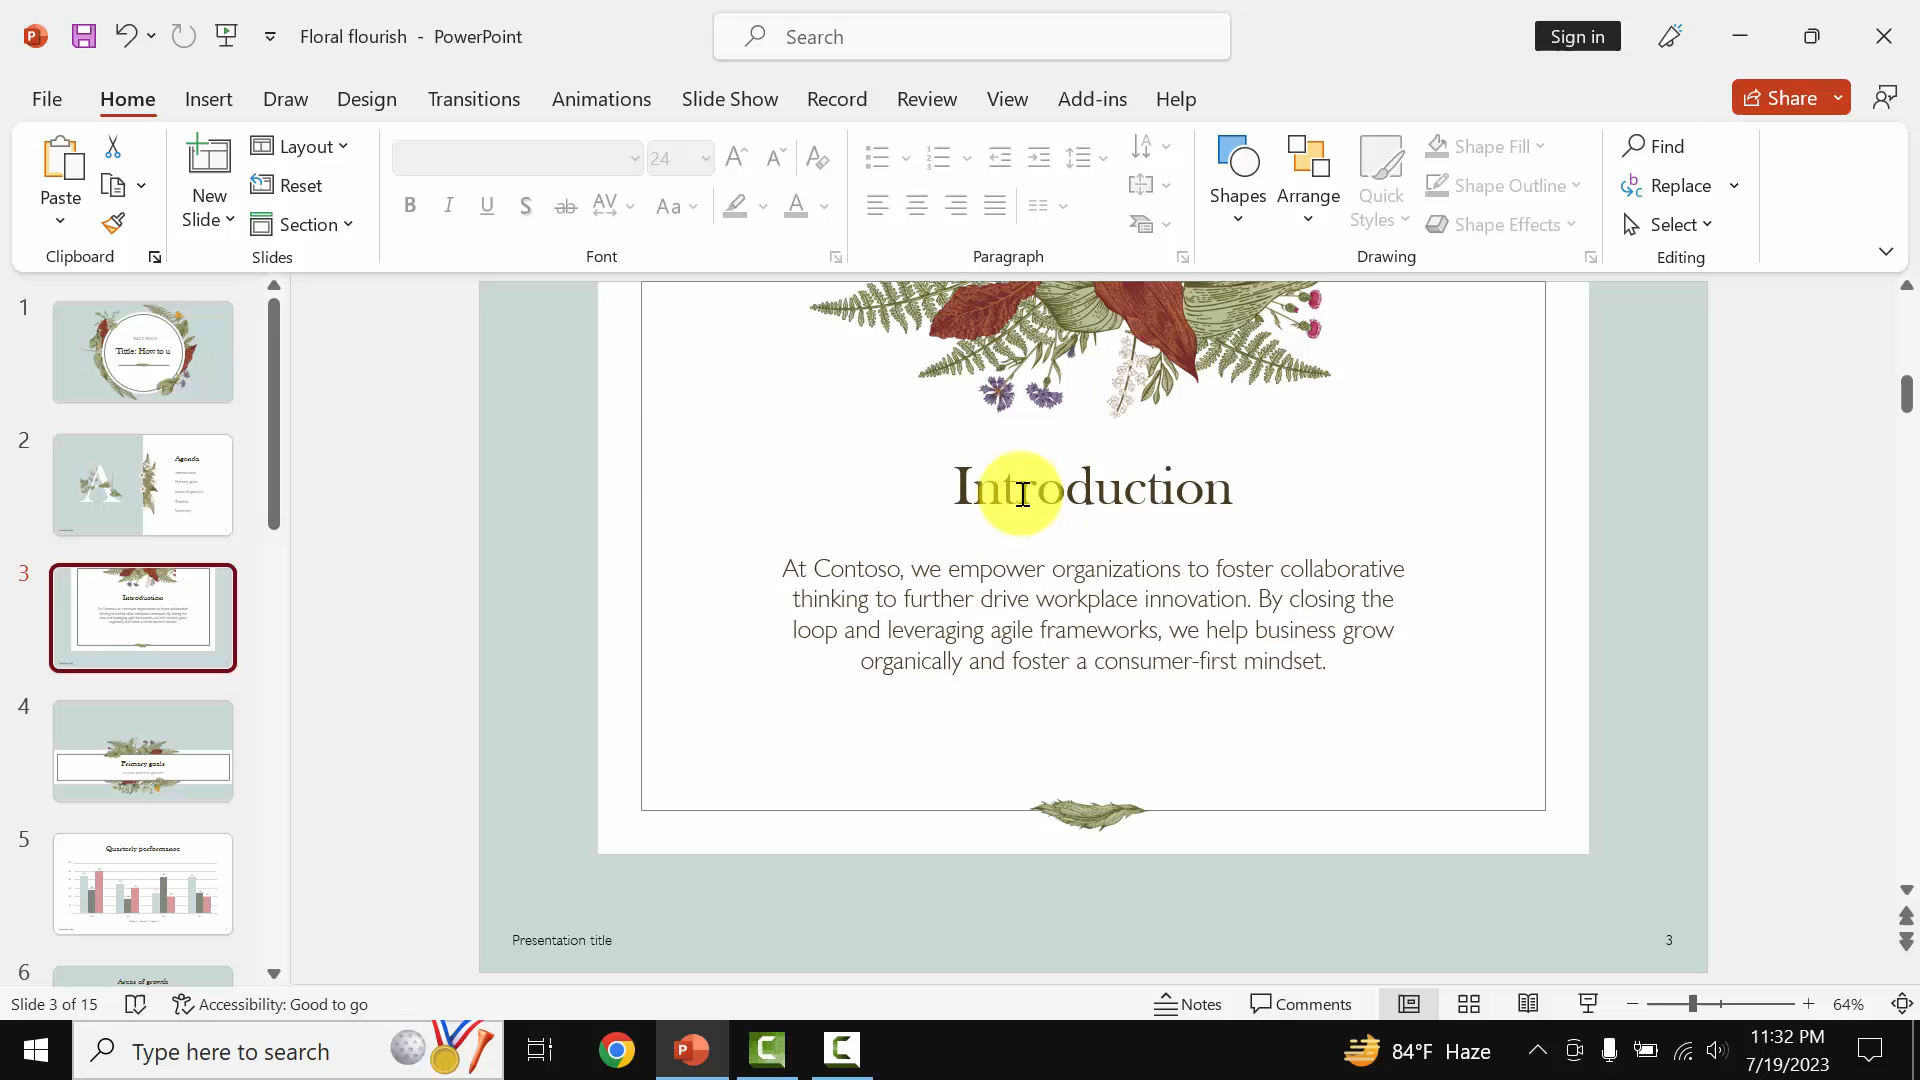 Floral flourish - PowerPoint
Search
Sign in
File
Home
Insert
Draw
Design
Transitions
Animations
Slide Show
Record
Review
View
Add-ins
Help
Share
Paste
New
Slide
Layout
Reset
Section
24
Shapes
Arrange
Quick
Styles
Shape Fill
Shape Outline
Shape Effects
Find
Replace
Select
Clipboard
Slides
Font
Paragraph
Drawing
Editing
1
Tittle: How to u
2
Agenda
3
Introduction
4
Primary goals
5
Quarterly performance
6
Areas of growth
Introduction
At Contoso, we empower organizations to foster collaborative
thinking to further drive workplace innovation. By closing the
loop and leveraging agile frameworks, we help business grow
organically and foster a consumer-first mindset.
Presentation title
3
Slide 3 of 15
Accessibility: Good to go
Notes
Comments
64%
Type here to search
84°F Haze
11:32 PM
7/19/2023